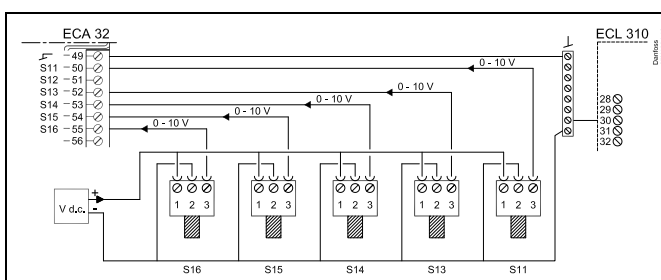 ECA 32
ECL 310
Danfoss
49
S11 50
S12 51
S13 52
S14 53
S15 54
S16 55
56
0 - 10 V
0 - 10 V
0 - 10 V
0 - 10 V
0 - 10 V
28
29
30
31
32
V d.c.
+
-
1 2 3
1 2 3
1 2 3
1 2 3
1 2 3
S16 S15 S14 S13 S11